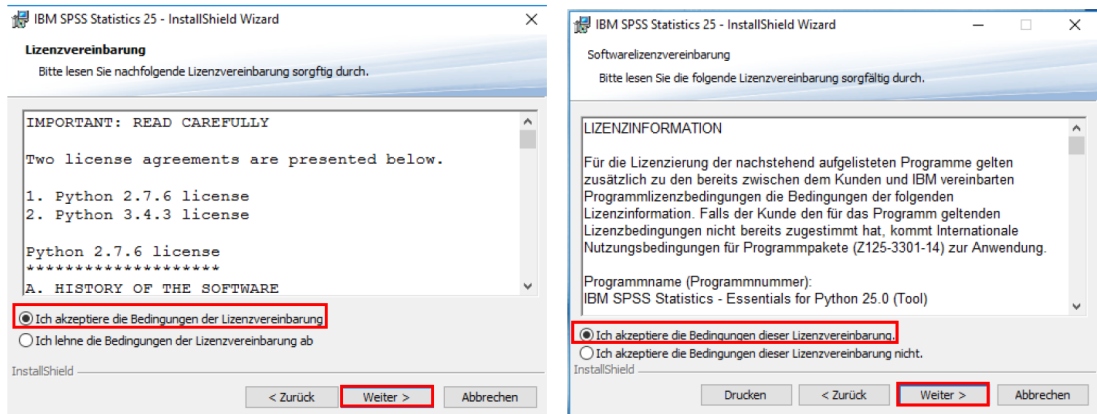 IBM SPSS Statistics 25 - InstallShield Wizard
Lizenzvereinbarung
Bitte lesen Sie nachfolgende Lizenzvereinbarung sorgftig durch.
IMPORTANT: READ CAREFULLY
Two license agreements are presented below.
1. Python 2.7.6 license
2. Python 3.4.3 license
Python 2.7.6 license
********************
A. HISTORY OF THE SOFTWARE
Ich akzeptiere die Bedingungen der Lizenzvereinbarung
Ich lehne die Bedingungen der Lizenzvereinbarung ab
InstallShield
< Zurück
Weiter >
Abbrechen
IBM SPSS Statistics 25 - InstallShield Wizard
Softwarelizenzvereinbarung
Bitte lesen Sie die folgende Lizenzvereinbarung sorgfältig durch.
LIZENZINFORMATION
Für die Lizenzierung der nachstehend aufgelisteten Programme gelten
zusätzlich zu den bereits zwischen dem Kunden und IBM vereinbarten
Programmlizenzbedingungen die Bedingungen der folgenden
Lizenzinformation. Falls der Kunde den für das Programm geltenden
Lizenzbedingungen nicht bereits zugestimmt hat, kommt Internationale
Nutzungsbedingungen für Programmpakete (Z125-3301-14) zur Anwendung.
Programmname (Programmnummer):
IBM SPSS Statistics - Essentials for Python 25.0 (Tool)
Ich akzeptiere die Bedingungen dieser Lizenzvereinbarung.
Ich akzeptiere die Bedingungen dieser Lizenzvereinbarung nicht.
InstallShield
Drucken
< Zurück
Weiter >
Abbrechen